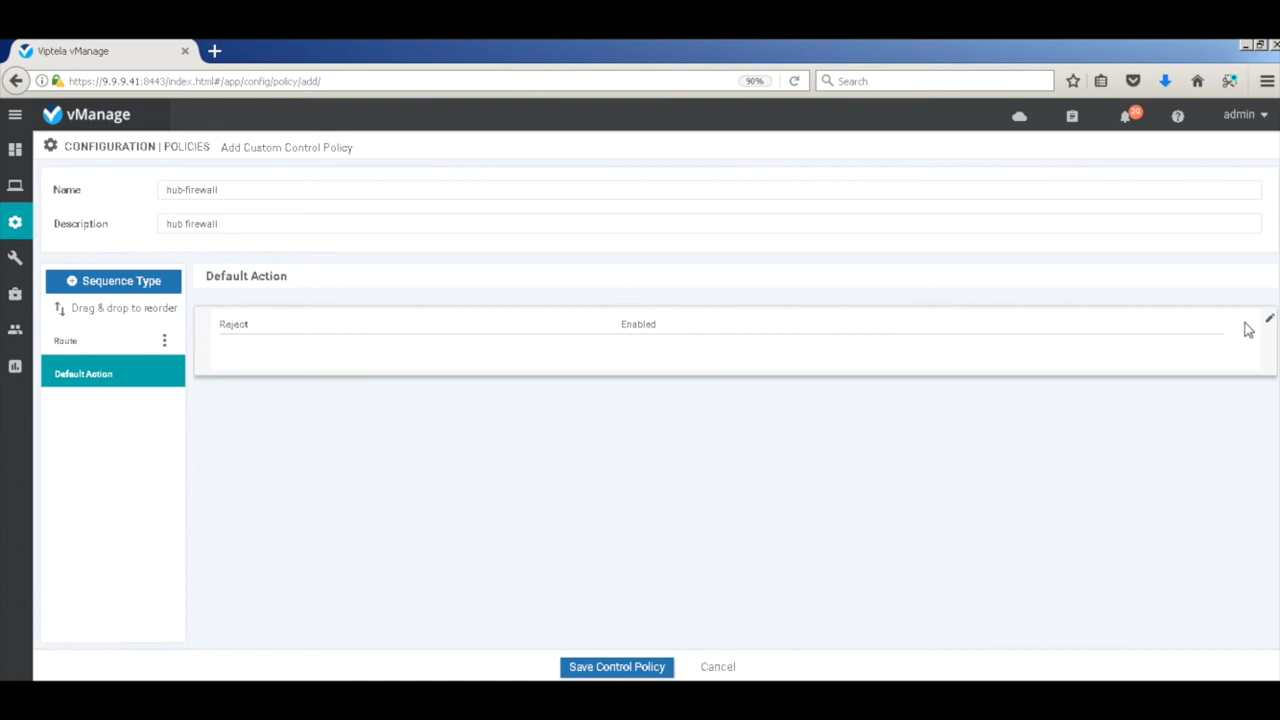 Viptela vManage
https://9.9.9.41:8443/index.html#/app/config/policy/add/
90%
Search
vManage
20
admin
CONFIGURATION | POLICIES Add Custom Control Policy
Name
hub-firewall
Description
hub firewall
Sequence Type
Default Action
Drag & drop to reorder
Reject
Enabled
Route
Default Action
Save Control Policy
Cancel